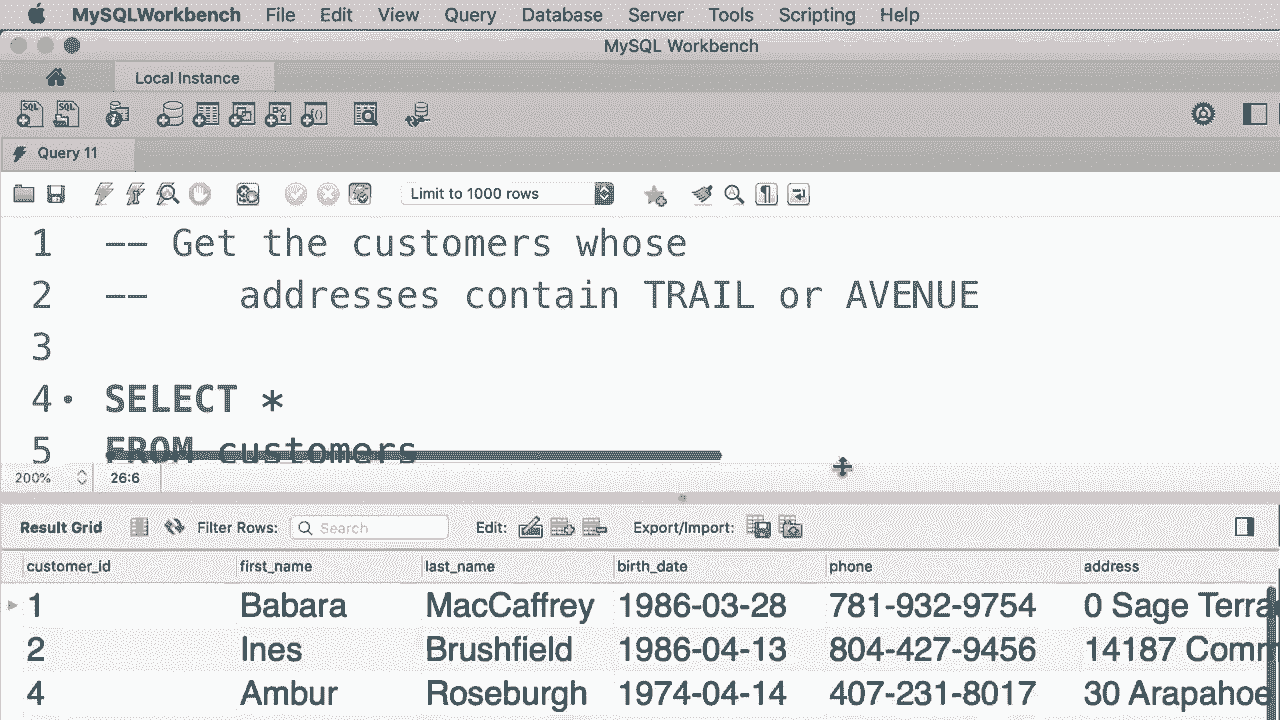 MySQLWorkbench File Edit View Query Database Server Tools Scripting Help
MySQL Workbench
Local Instance
SQL SQL
Query 11
Limit to 1000 rows
1 -- Get the customers whose
2 --    addresses contain TRAIL or AVENUE
3
4 SELECT *
5 FROM customers
200% 26:6
Result Grid Filter Rows: Search Edit: Export/Import:
customer_id first_name last_name birth_date phone address
1 Babara MacCaffrey 1986-03-28 781-932-9754 0 Sage Terra
2 Ines Brushfield 1986-04-13 804-427-9456 14187 Comm
4 Ambur Roseburgh 1974-04-14 407-231-8017 30 Arapahoe